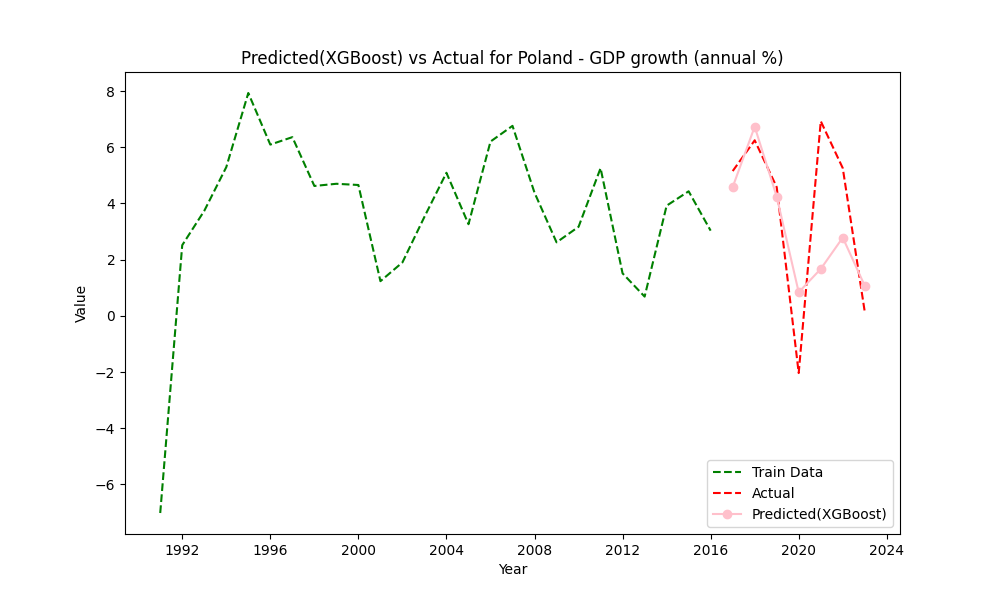 Predicted(XGBoost) vs Actual for Poland - GDP growth (annual %)
Value
8
6
4
2
0
−2
−4
−6
Train Data
Actual
Predicted(XGBoost)
1992 1996 2000 2004 2008 2012 2016 2020 2024
Year